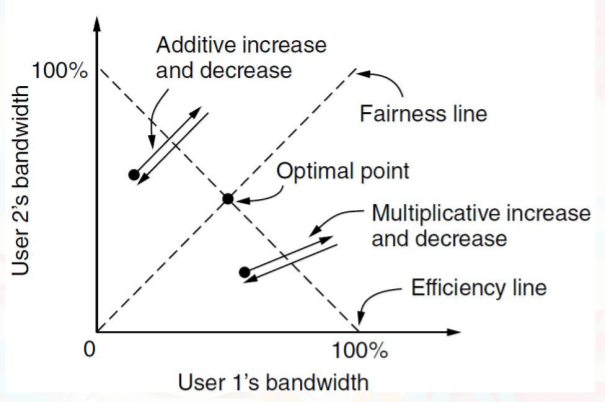 Additive increase
and decrease
100%
Fairness line
Optimal point
Multiplicative increase
and decrease
Efficiency line
User 2's bandwidth
0
100%
User 1's bandwidth